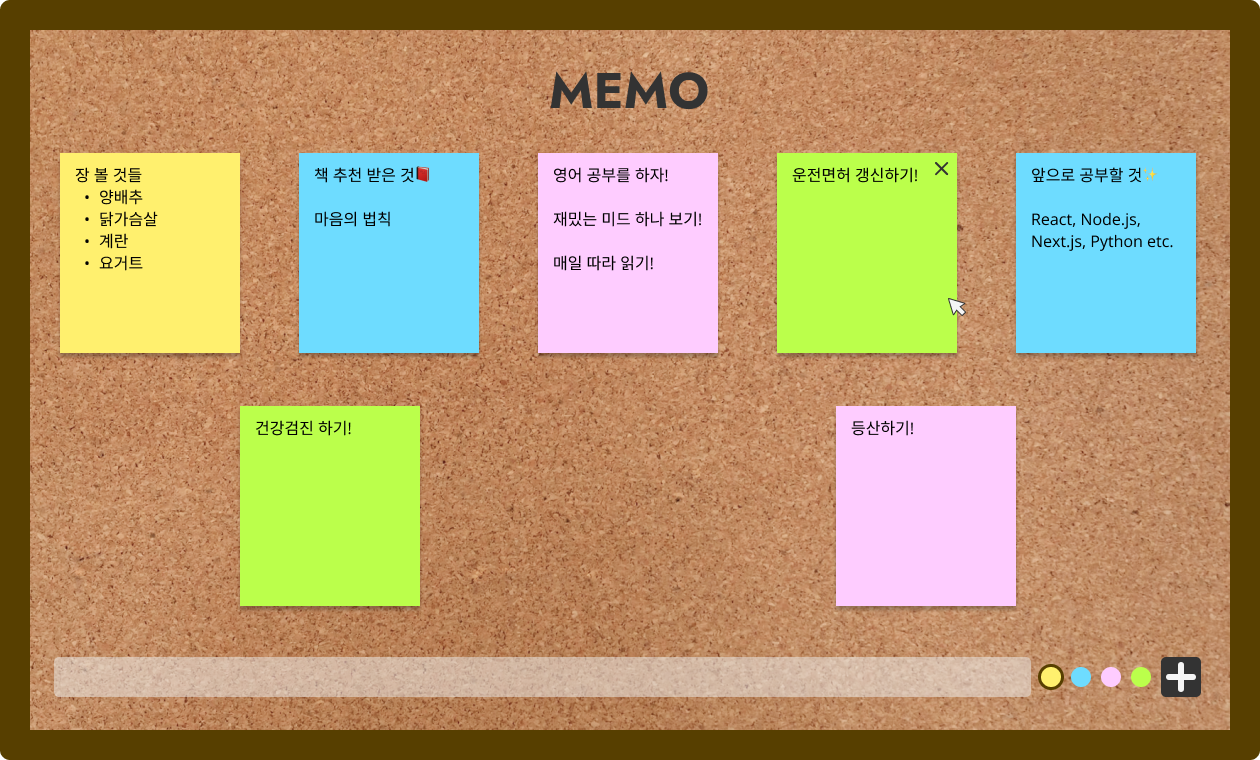 MEMO
장 볼 것들
• 양배추
• 닭가슴살
• 계란
• 요거트
책 추천 받은 것📕
마음의 법칙
영어 공부를 하자!
재밌는 미드 하나 보기!
매일 따라 읽기!
운전면허 갱신하기!
앞으로 공부할 것✨
React, Node.js,
Next.js, Python etc.
건강검진 하기!
등산하기!